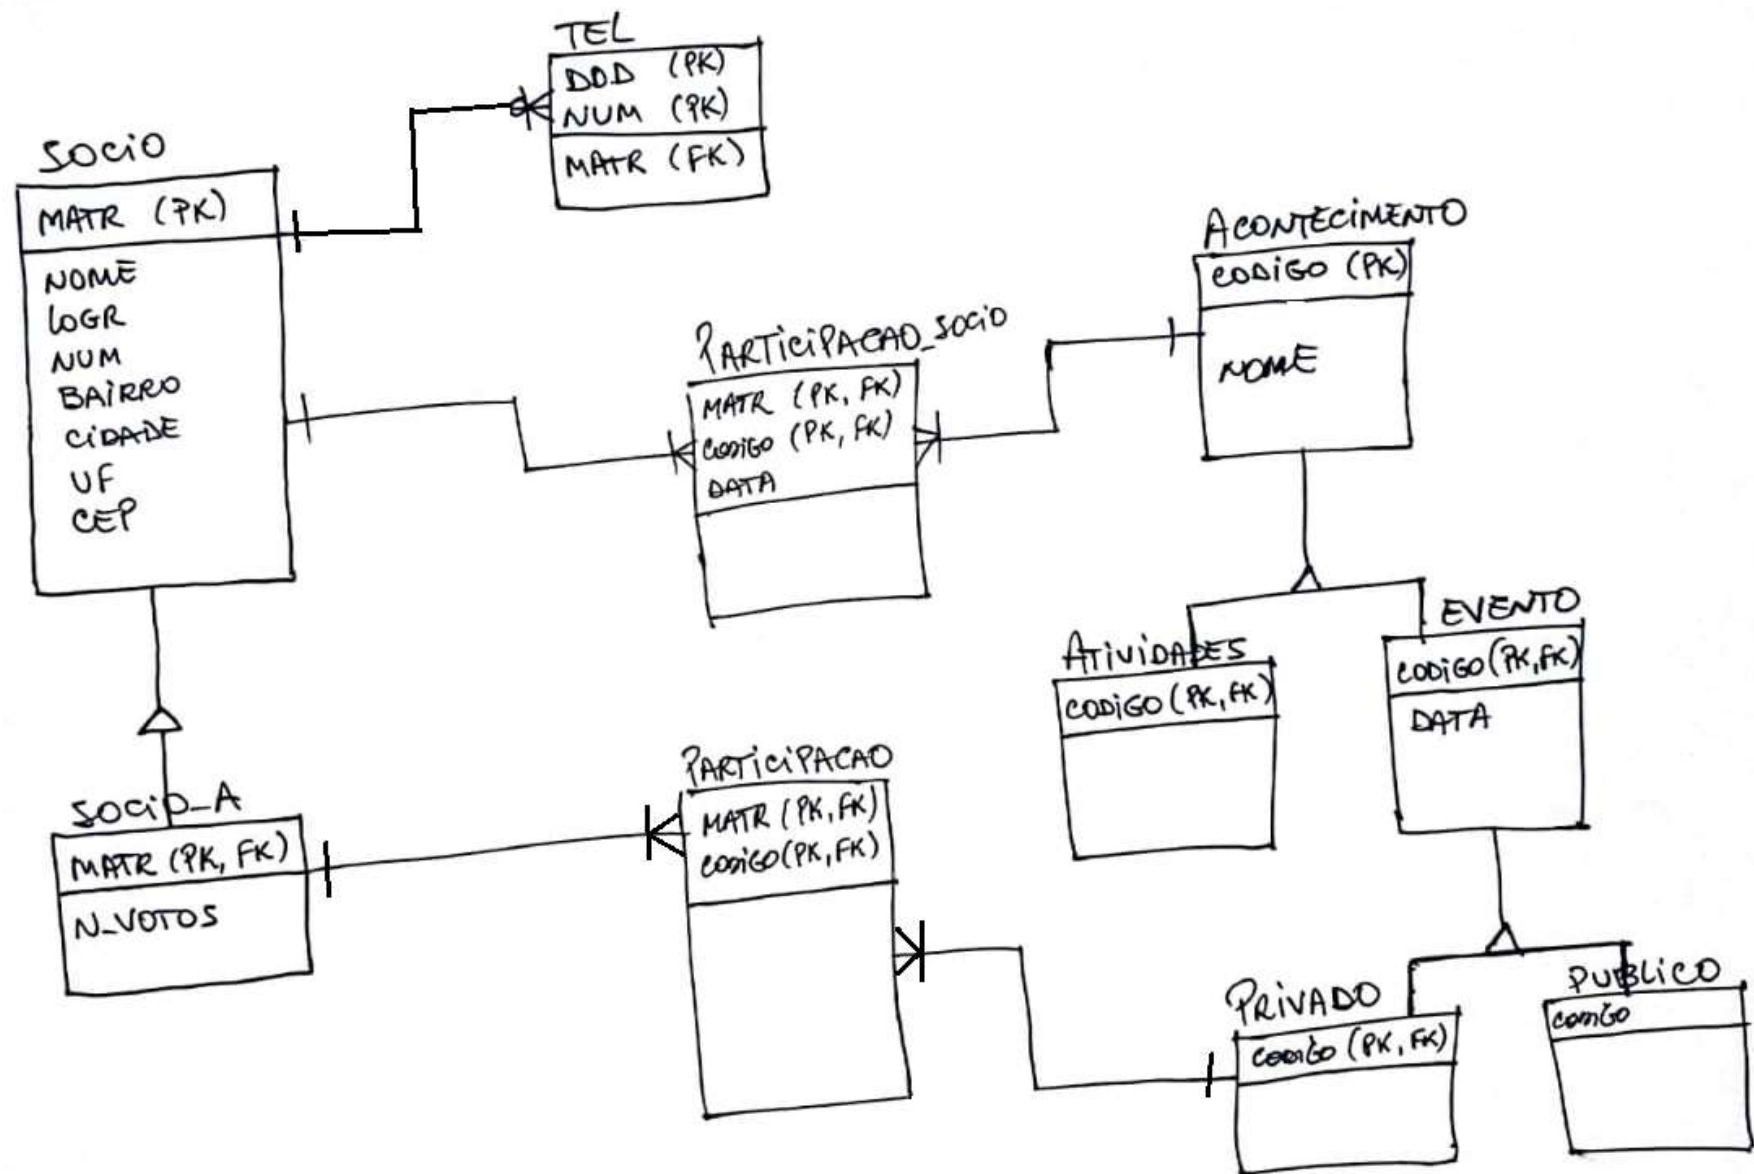 TEL
DDD (PK)
NUM (PK)
MATR (FK)
SOCIO
MATR (PK)
NOME
LOGR
NUM
BAIRRO
CIDADE
UF
CEP
ACONTECIMENTO
CODIGO (PK)
NOME
PARTICIPACAO_SOCIO
MATR (PK, FK)
CODIGO (PK, FK)
DATA
ATIVIDADES
CODIGO (PK, FK)
EVENTO
CODIGO (PK, FK)
DATA
SOCIO_A
MATR (PK, FK)
N_VOTOS
PARTICIPACAO
MATR (PK, FK)
CODIGO (PK, FK)
PRIVADO
CODIGO (PK, FK)
PUBLICO
CODIGO